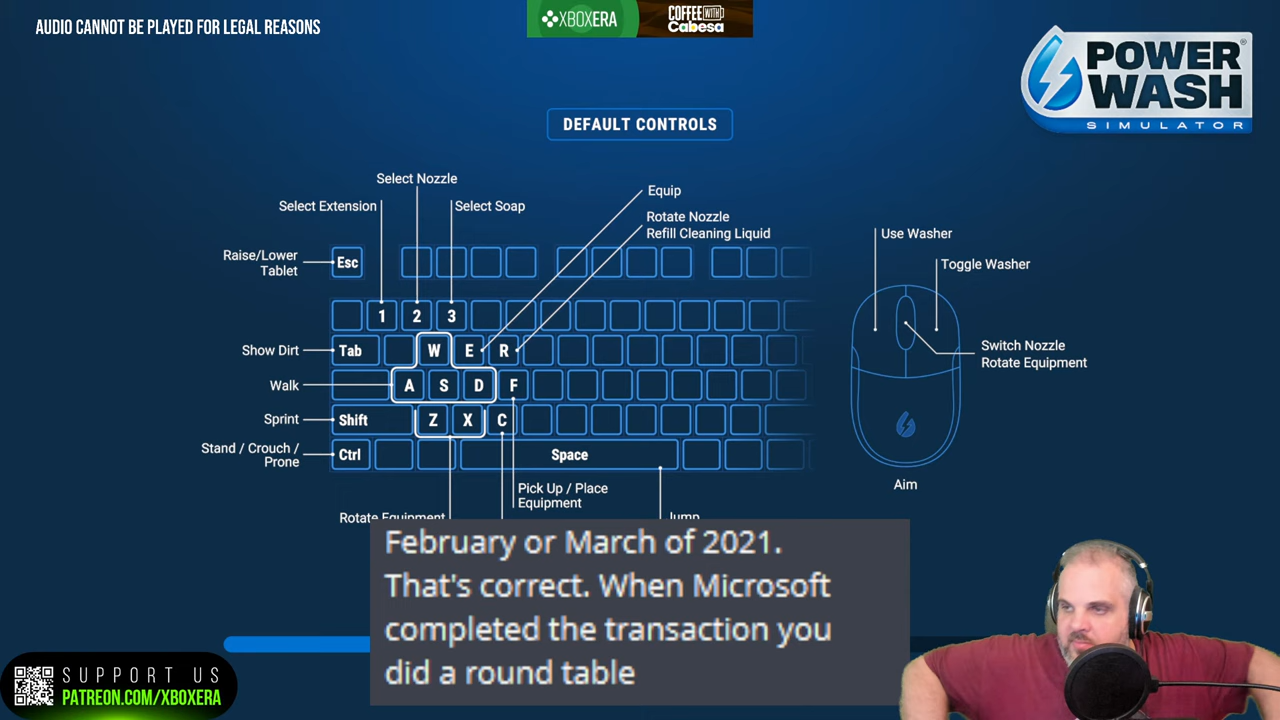 AUDIO CANNOT BE PLAYED FOR LEGAL REASONS
XBOXERA
COFFEE WITH
Cabesa
POWER
WASH
SIMULATOR
DEFAULT CONTROLS
Select Nozzle
Select Extension
Select Soap
Equip
Rotate Nozzle
Refill Cleaning Liquid
Raise/Lower
Tablet
Esc
1 2 3
Show Dirt
Tab W E R
Walk
A S D F
Sprint
Shift Z X C
Stand / Crouch /
Prone
Ctrl Space
Pick Up / Place
Equipment
Rotate Equipment
Jump
Use Washer
Toggle Washer
Switch Nozzle
Rotate Equipment
Aim
February or March of 2021.
That's correct. When Microsoft
completed the transaction you
did a round table
SUPPORT US
PATREON.COM/XBOXERA